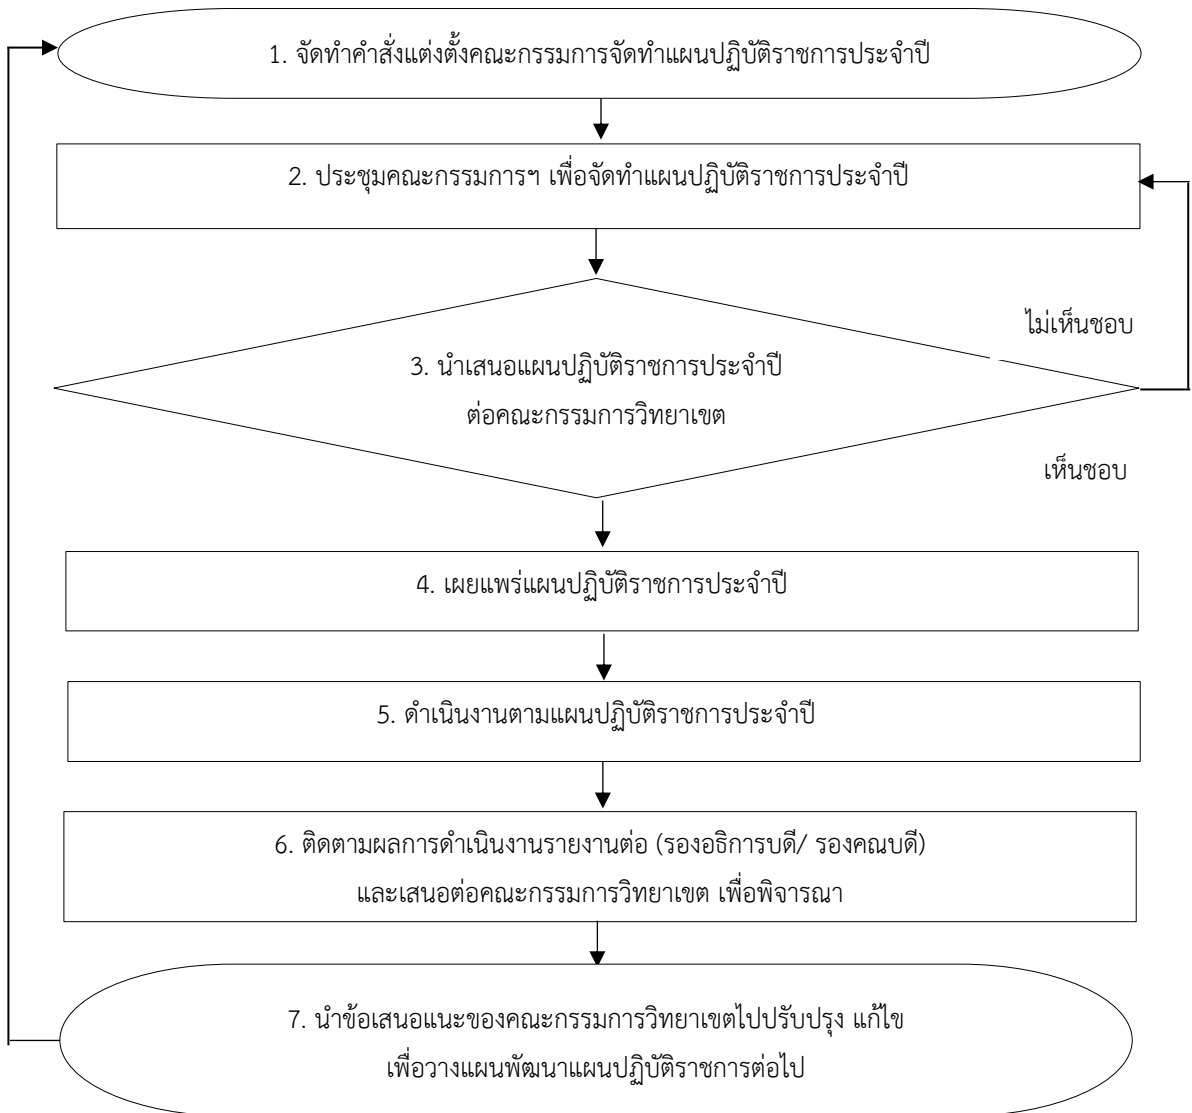 1. จัดทำคำสั่งแต่งตั้งคณะกรรมการจัดทำแผนปฏิบัติราชการประจำปี
2. ประชุมคณะกรรมการฯ เพื่อจัดทำแผนปฏิบัติราชการประจำปี
ไม่เห็นชอบ
3. นำเสนอแผนปฏิบัติราชการประจำปี
ต่อคณะกรรมการวิทยาเขต
เห็นชอบ
4. เผยแพร่แผนปฏิบัติราชการประจำปี
5. ดำเนินงานตามแผนปฏิบัติราชการประจำปี
6. ติดตามผลการดำเนินงานรายงานต่อ (รองอธิการบดี/ รองคณบดี)
และเสนอต่อคณะกรรมการวิทยาเขต เพื่อพิจารณา
7. นำข้อเสนอแนะของคณะกรรมการวิทยาเขตไปปรับปรุง แก้ไข
เพื่อวางแผนพัฒนาแผนปฏิบัติราชการต่อไป